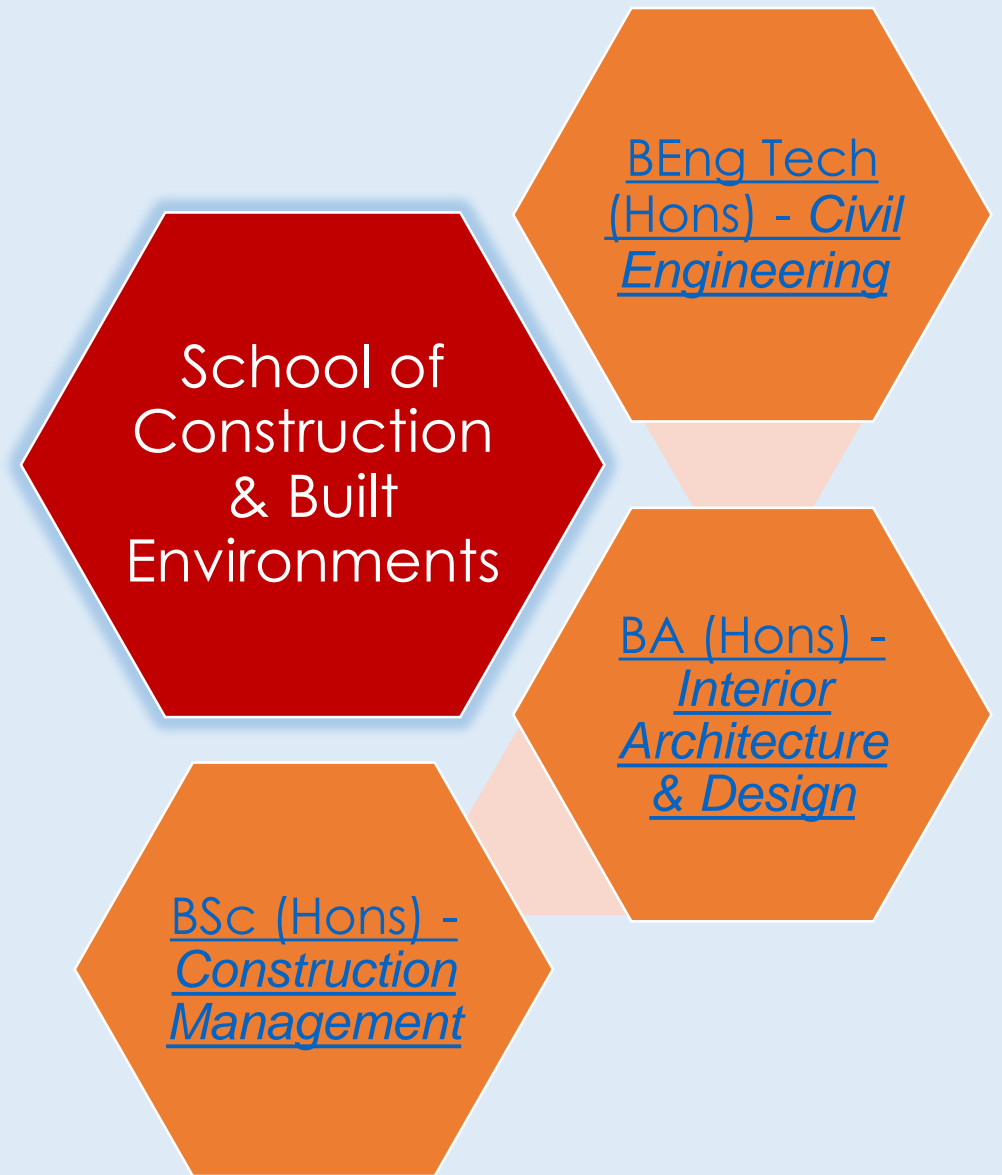 School of
Construction
& Built
Environments
BEng Tech
(Hons) - Civil
Engineering
BA (Hons) -
Interior
Architecture
& Design
BSc (Hons) -
Construction
Management